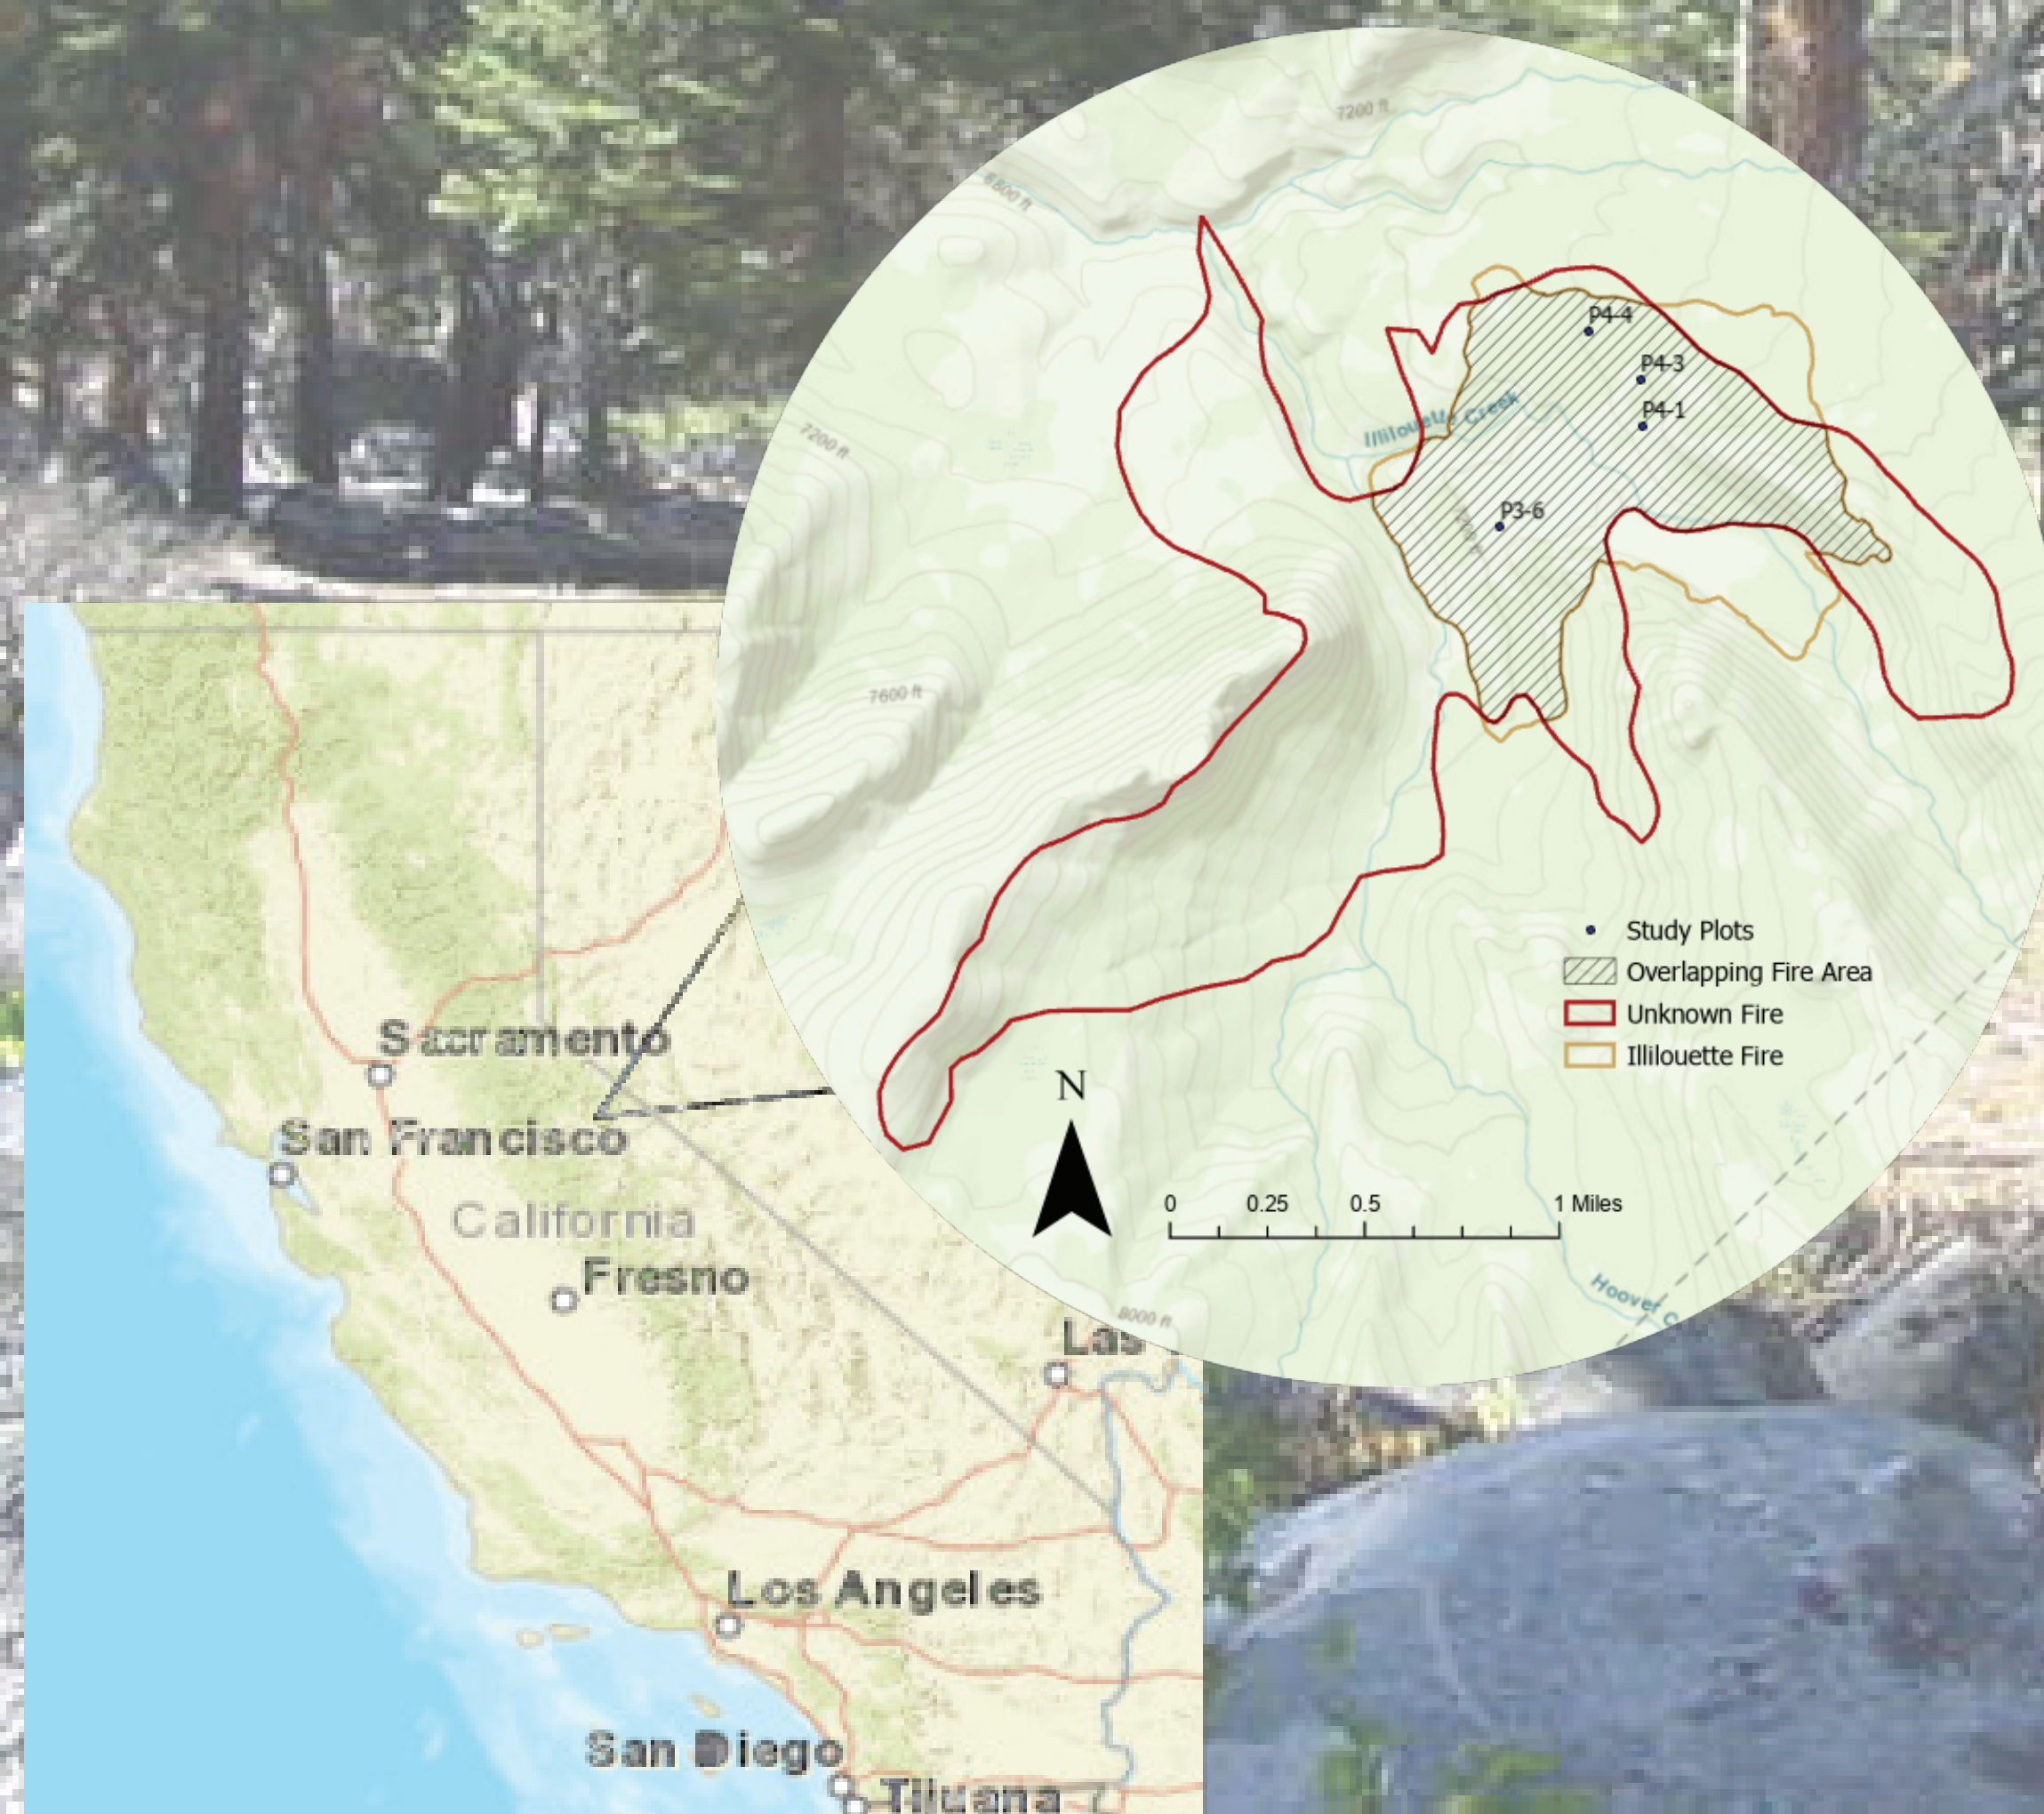 7200 ft
6800 ft
P4-4
P4-3
P4-1
Illilouette Creek
7200 ft
P3-6
7200 ft
7600 ft
Study Plots
Overlapping Fire Area
Unknown Fire
Illilouette Fire
N
0 0.25 0.5 1 Miles
Hoover C
8000 ft
Sacramento
San Francisco
California
Fresno
Las
Los Angeles
San Diego
Tijuana